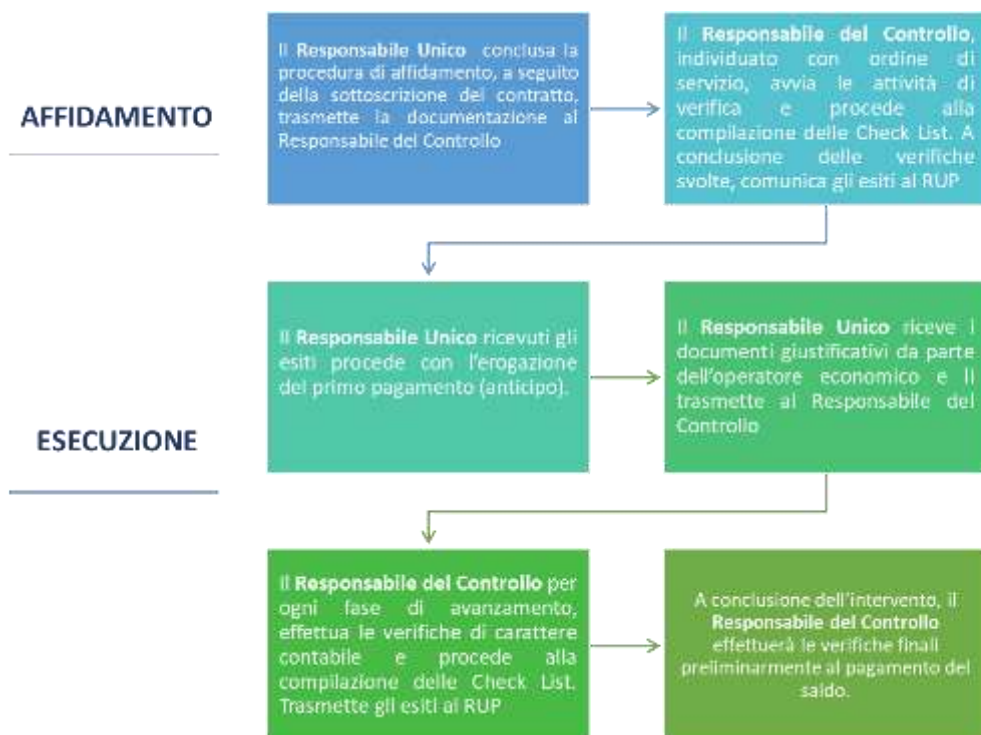 AFFIDAMENTO
Il Responsabile Unico conclusa la
procedura di affidamento, a seguito
della sottoscrizione del contratto,
trasmette la documentazione al
Responsabile del Controllo
Il Responsabile del Controllo,
individuato con ordine di
servizio, avvia le attività di
verifica e procede alla
compilazione delle Check List. A
conclusione delle verifiche
svolte, comunica gli esiti al RUP
ESECUZIONE
Il Responsabile Unico ricevuti gli
esiti procede con l'erogazione
del primo pagamento (anticipo).
Il Responsabile Unico riceve i
documenti giustificativi da parte
dell'operatore economico e li
trasmette al Responsabile del
Controllo
Il Responsabile del Controllo per
ogni fase di avanzamento,
effettua le verifiche di carattere
contabile e procede alla
compilazione delle Check List.
Trasmette gli esiti al RUP
A conclusione dell'intervento, il
Responsabile del Controllo
effettuerà le verifiche finali
preliminarmente al pagamento del
saldo.